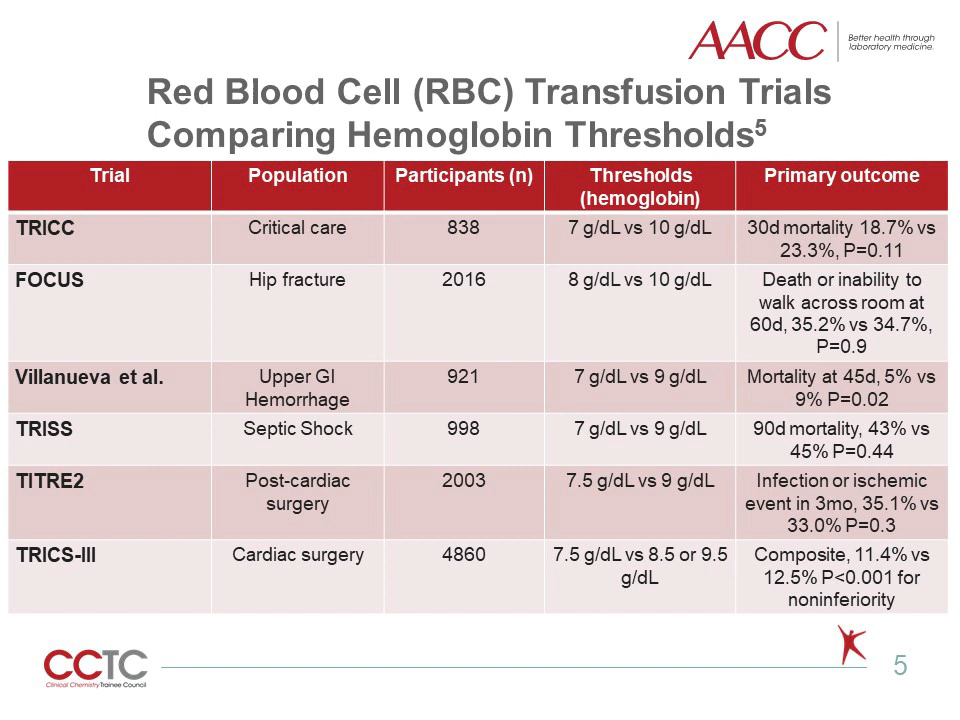 AACC
Better health through
laboratory medicine.
Red Blood Cell (RBC) Transfusion Trials
Comparing Hemoglobin Thresholds5
Trial
Population
Participants (n)
Thresholds
(hemoglobin)
Primary outcome
TRICC
Critical care
838
7 g/dL vs 10 g/dL
30d mortality 18.7% vs
23.3%, P=0.11
FOCUS
Hip fracture
2016
8 g/dL vs 10 g/dL
Death or inability to
walk across room at
60d, 35.2% vs 34.7%,
P=0.9
Villanueva et al.
Upper GI
Hemorrhage
921
7 g/dL vs 9 g/dL
Mortality at 45d, 5% vs
9% P=0.02
TRISS
Septic Shock
998
7 g/dL vs 9 g/dL
90d mortality, 43% vs
45% P=0.44
TITRE2
Post-cardiac
surgery
2003
7.5 g/dL vs 9 g/dL
Infection or ischemic
event in 3mo, 35.1% vs
33.0% P=0.3
TRICS-III
Cardiac surgery
4860
7.5 g/dL vs 8.5 or 9.5
g/dL
Composite, 11.4% vs
12.5% P<0.001 for
noninferiority
CCTC
Clinical Chemistry Trainee Council
5